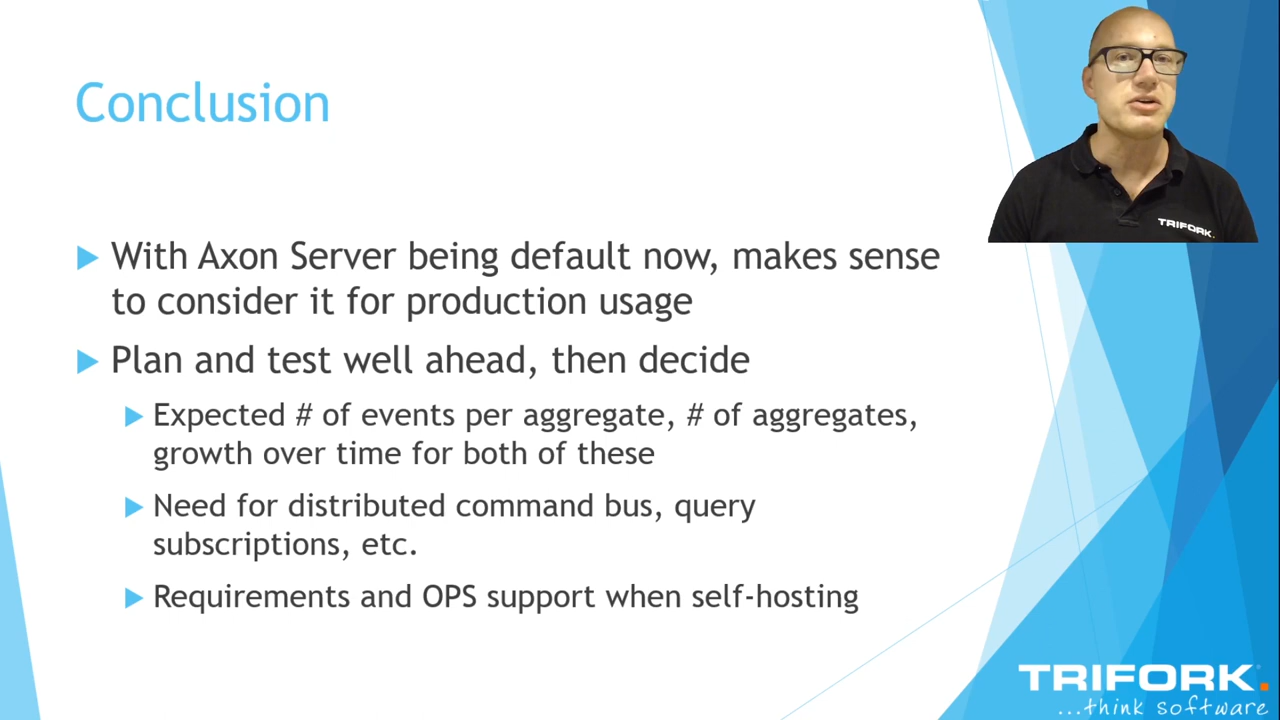 Conclusion
With Axon Server being default now, makes sense
to consider it for production usage
Plan and test well ahead, then decide
Expected # of events per aggregate, # of aggregates,
growth over time for both of these
Need for distributed command bus, query
subscriptions, etc.
Requirements and OPS support when self-hosting
TRIFORK.
TRIFORK.
...think software